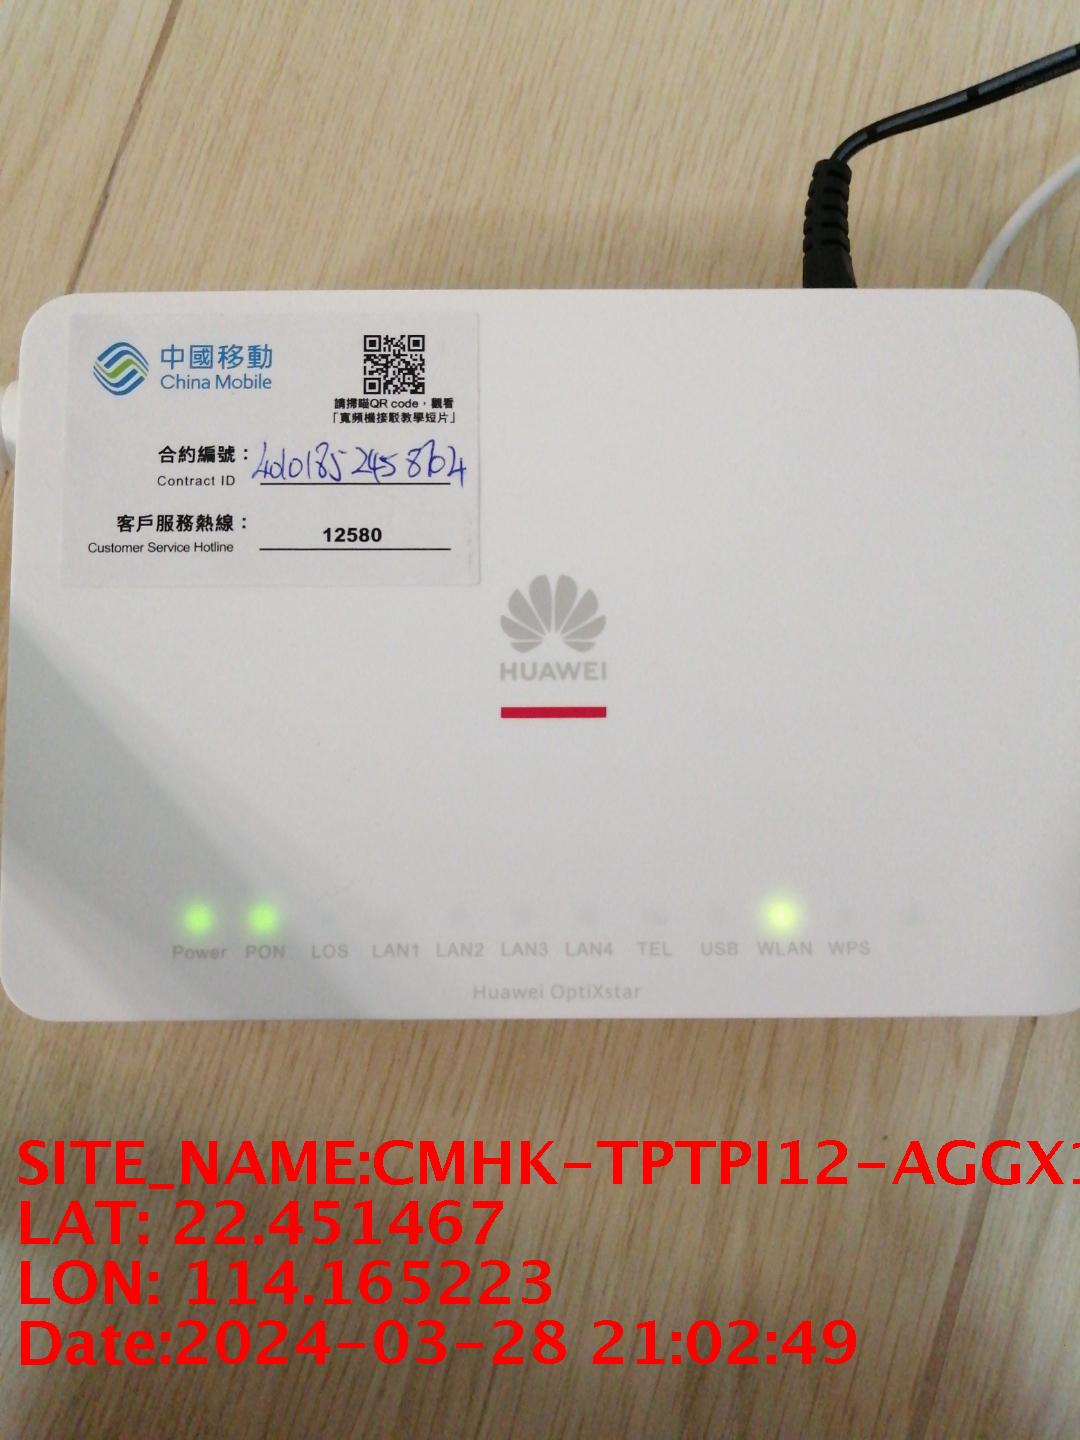 中國移動
China Mobile
請掃瞄QR code，觀看
「寬頻機接駁教學短片」
合約編號：
Contract ID
客戶服務熱線：
12580
Customer Service Hotline
HUAWEI
Power PON LOS LAN1 LAN2 LAN3 LAN4 TEL USB WLAN WPS
Huawei OptiXstar
SITE_NAME:CMHK-TPTPI12-AGGX1
LAT: 22.451467
LON: 114.165223
Date:2024-03-28 21:02:49